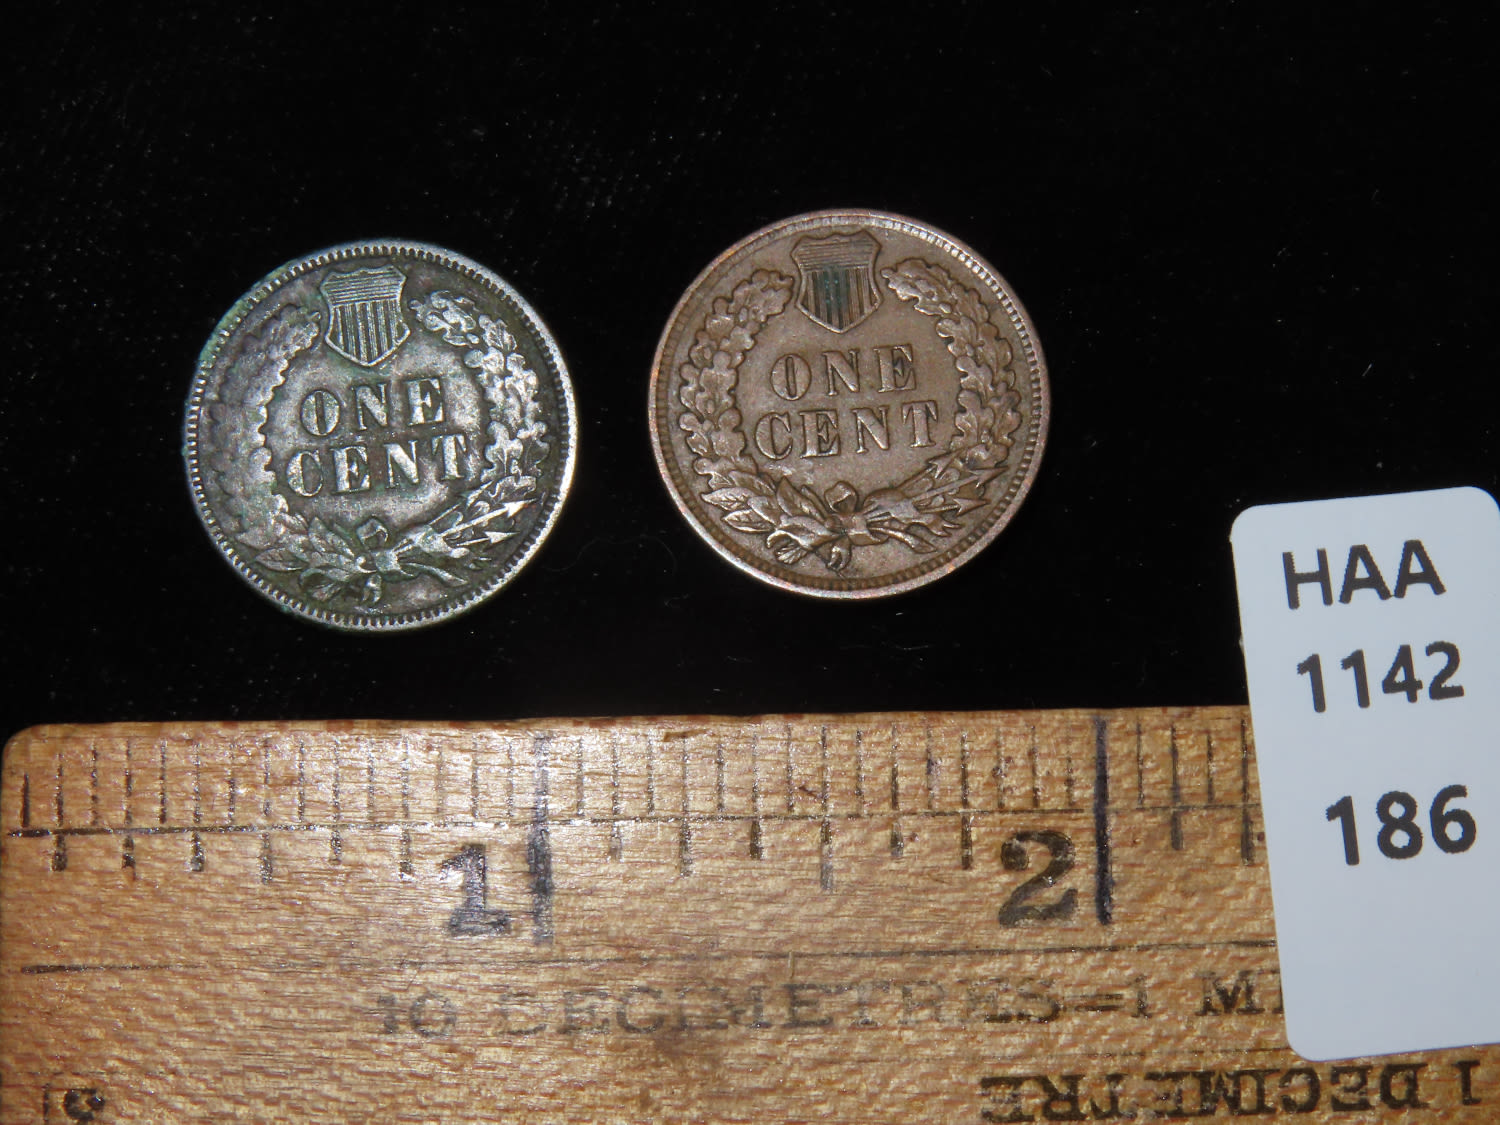 ONE
CENT
ONE
CENT
HAA
1142
186
1
2
10 DECIMETRES=1 M
1 DECIMETRE